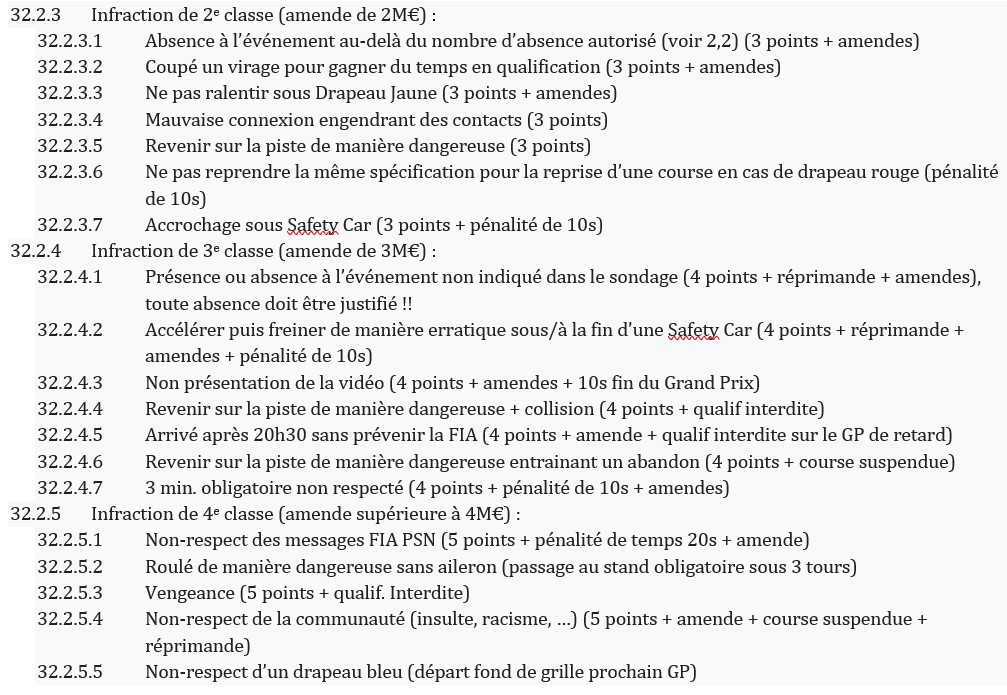 32.2.3 Infraction de 2e classe (amende de 2M€) :
32.2.3.1 Absence à l’événement au-delà du nombre d’absence autorisé (voir 2,2) (3 points + amendes)
32.2.3.2 Coupé un virage pour gagner du temps en qualification (3 points + amendes)
32.2.3.3 Ne pas ralentir sous Drapeau Jaune (3 points + amendes)
32.2.3.4 Mauvaise connexion engendrant des contacts (3 points)
32.2.3.5 Revenir sur la piste de manière dangereuse (3 points)
32.2.3.6 Ne pas reprendre la même spécification pour la reprise d’une course en cas de drapeau rouge (pénalité
de 10s)
32.2.3.7 Accrochage sous Safety Car (3 points + pénalité de 10s)
32.2.4 Infraction de 3e classe (amende de 3M€) :
32.2.4.1 Présence ou absence à l’événement non indiqué dans le sondage (4 points + réprimande + amendes),
toute absence doit être justifié !!
32.2.4.2 Accélérer puis freiner de manière erratique sous/à la fin d’une Safety Car (4 points + réprimande +
amendes + pénalité de 10s)
32.2.4.3 Non présentation de la vidéo (4 points + amendes + 10s fin du Grand Prix)
32.2.4.4 Revenir sur la piste de manière dangereuse + collision (4 points + qualif interdite)
32.2.4.5 Arrivé après 20h30 sans prévenir la FIA (4 points + amende + qualif interdite sur le GP de retard)
32.2.4.6 Revenir sur la piste de manière dangereuse entrainant un abandon (4 points + course suspendue)
32.2.4.7 3 min. obligatoire non respecté (4 points + pénalité de 10s + amendes)
32.2.5 Infraction de 4e classe (amende supérieure à 4M€) :
32.2.5.1 Non-respect des messages FIA PSN (5 points + pénalité de temps 20s + amende)
32.2.5.2 Roulé de manière dangereuse sans aileron (passage au stand obligatoire sous 3 tours)
32.2.5.3 Vengeance (5 points + qualif. Interdite)
32.2.5.4 Non-respect de la communauté (insulte, racisme, …) (5 points + amende + course suspendue +
réprimande)
32.2.5.5 Non-respect d’un drapeau bleu (départ fond de grille prochain GP)